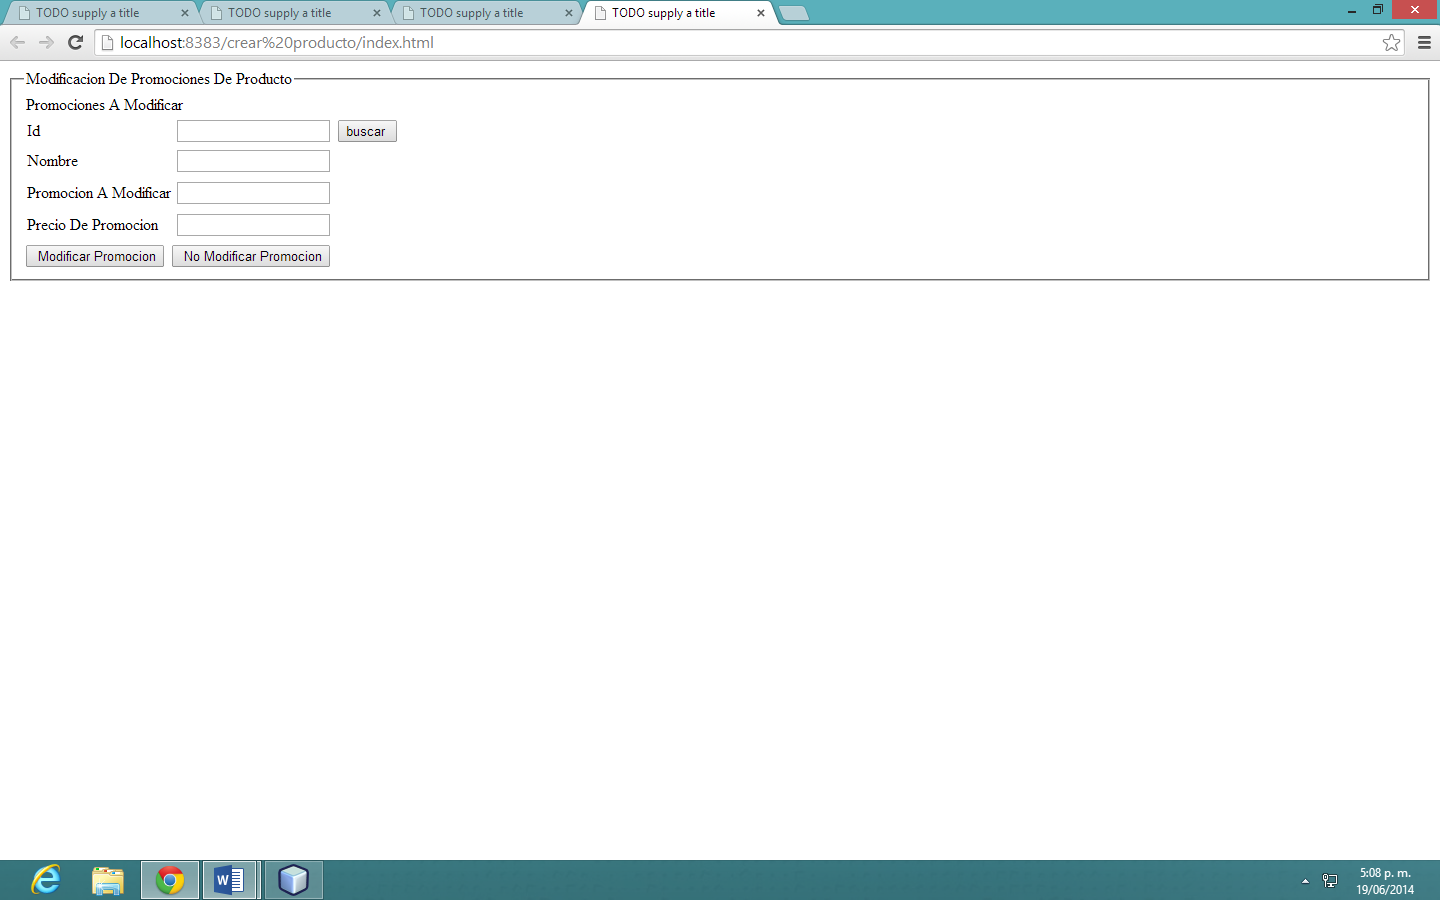 TODO supply a title TODO supply a title TODO supply a title TODO supply a title
localhost:8383/crear%20producto/index.html
Modificacion De Promociones De Producto
Promociones A Modificar
Id buscar
Nombre
Promocion A Modificar
Precio De Promocion
Modificar Promocion No Modificar Promocion
5:08 p. m.
19/06/2014